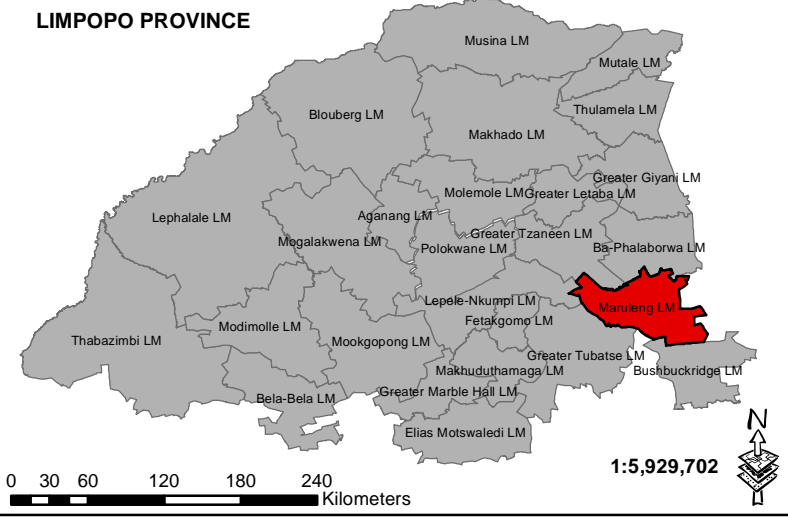 LIMPOPO PROVINCE
Musina LM
Mutale LM
Blouberg LM
Thulamela LM
Makhado LM
Greater Giyani LM
Molemole LM
Greater Letaba LM
Lephalale LM
Aganang LM
Greater Tzaneen LM
Mogalakwena LM
Polokwane LM
Ba-Phalaborwa LM
Lepele-Nkumpi LM
Maruleng LM
Fetakgomo LM
Modimolle LM
Thabazimbi LM
Mookgopong LM
Greater Tubatse LM
Makhuduthamaga LM
Bushbuckridge LM
Greater Marble Hall LM
Bela-Bela LM
Elias Motswaledi LM
N
1:5,929,702
0 30 60 120 180 240
Kilometers